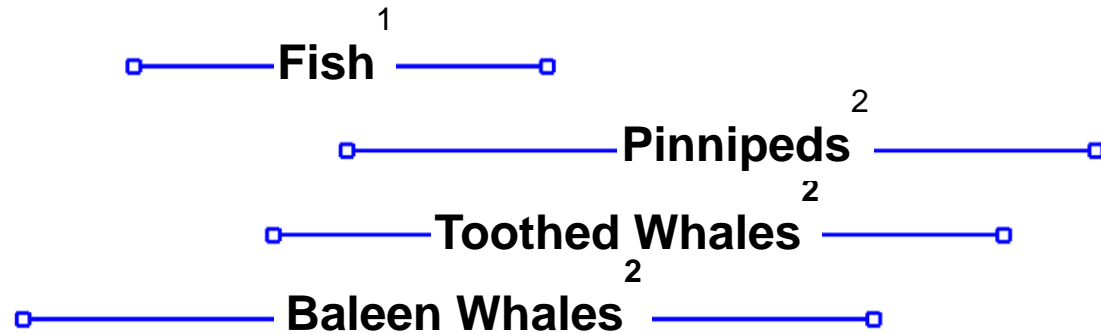 Fish 1
Pinnipeds 2
Toothed Whales 2
Baleen Whales 2